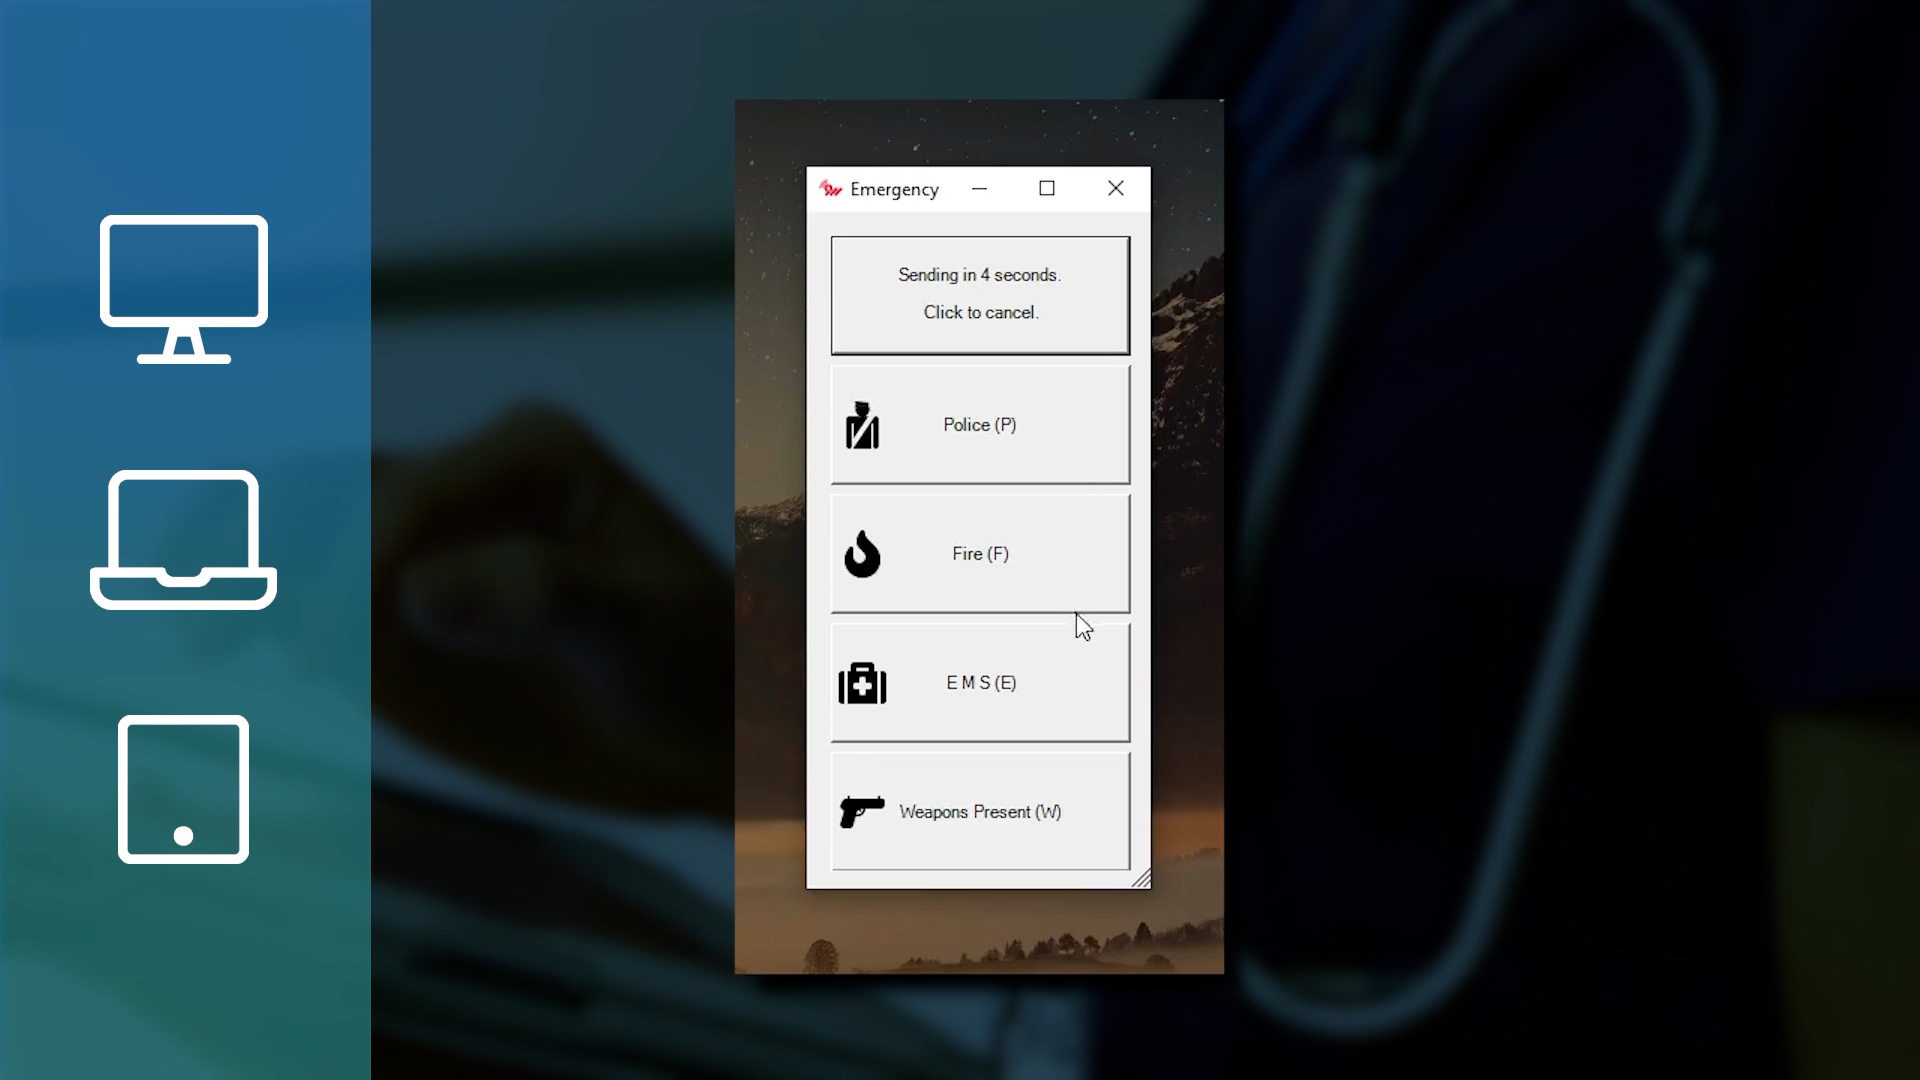 Emergency
Sending in 4 seconds.
Click to cancel.
Police (P)
Fire (F)
E M S (E)
Weapons Present (W)